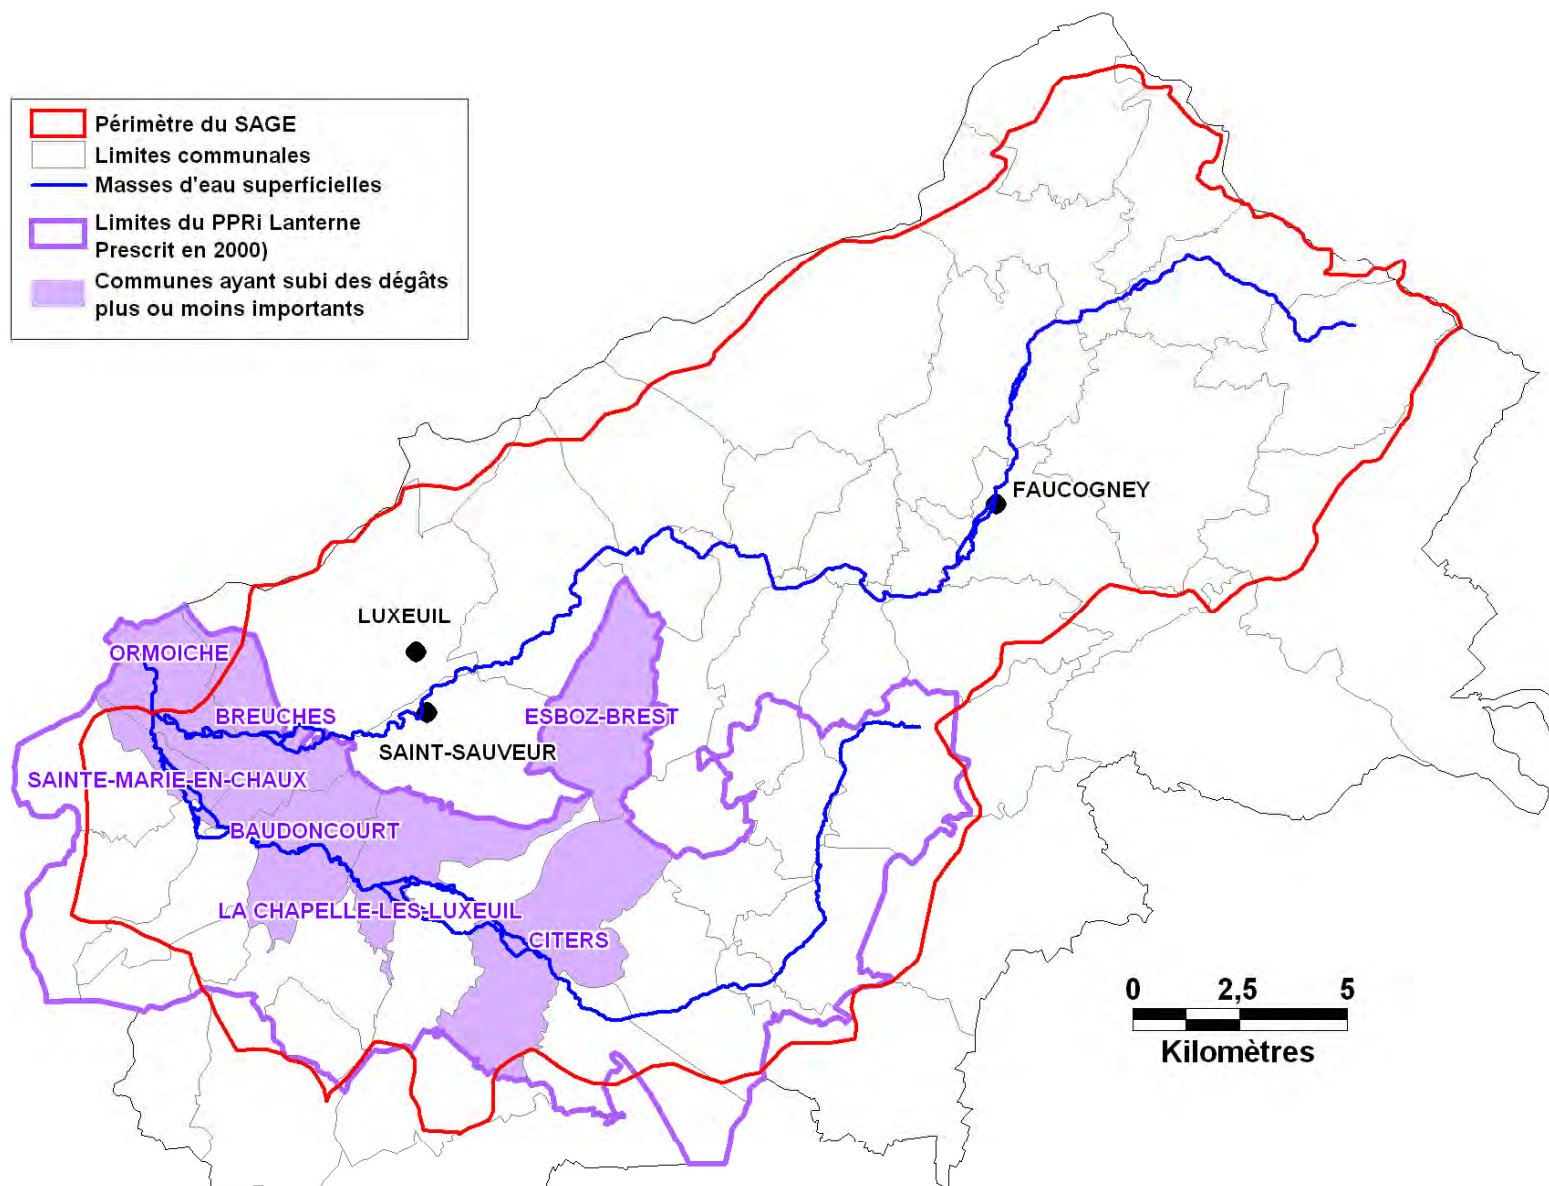 Périmètre du SAGE
Limites communales
Masses d'eau superficielles
Limites du PPRi Lanterne
Prescrit en 2000)
Communes ayant subi des dégâts
plus ou moins importants
FAUCOGNEY
LUXEUIL
ORMOICHE
BREUCHES
ESBOZ-BREST
SAINT-SAUVEUR
SAINTE-MARIE-EN-CHAUX
BAUDONCOURT
LA CHAPELLE-LES-LUXEUIL
CITERS
0 2,5 5
Kilomètres